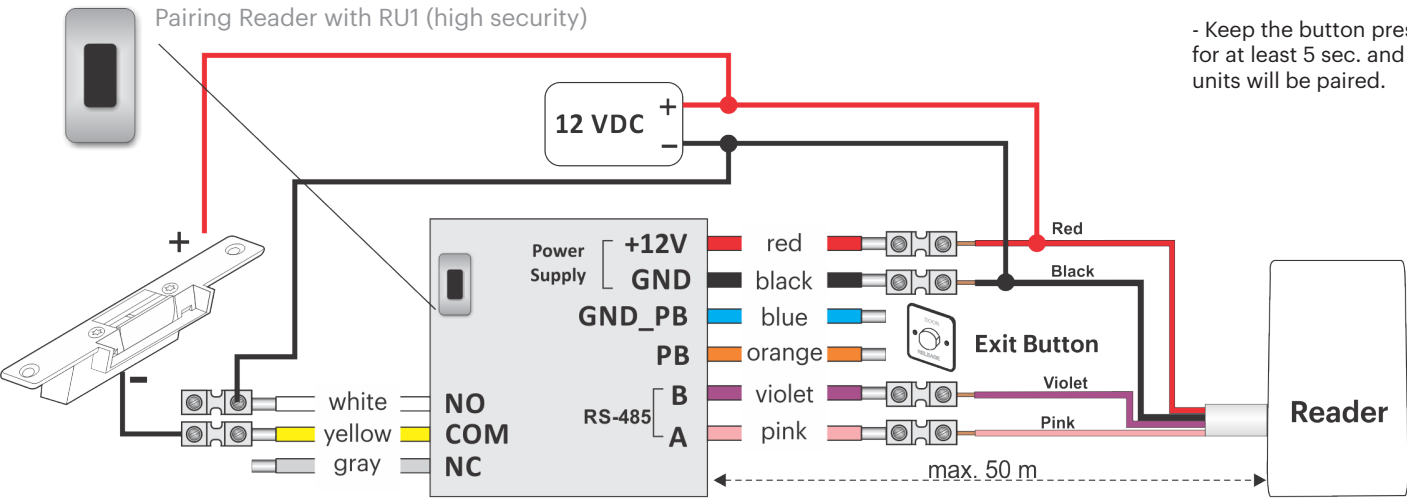 Pairing Reader with RU1 (high security)
- Keep the button pres
for at least 5 sec. and
units will be paired.
12 VDC
+
−
+
-
Power
Supply
+12V
GND
GND_PB
PB
RS-485
B
A
NO
COM
NC
red
black
blue
orange
violet
pink
white
yellow
gray
Red
Black
DOOR
RELEASE
Exit Button
Violet
Pink
Reader
max. 50 m